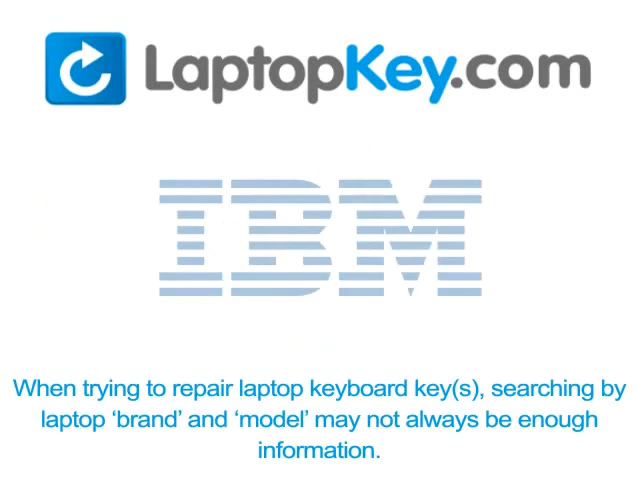 LaptopKey.com
IBM
When trying to repair laptop keyboard key(s), searching by
laptop ‘brand’ and ‘model’ may not always be enough
information.